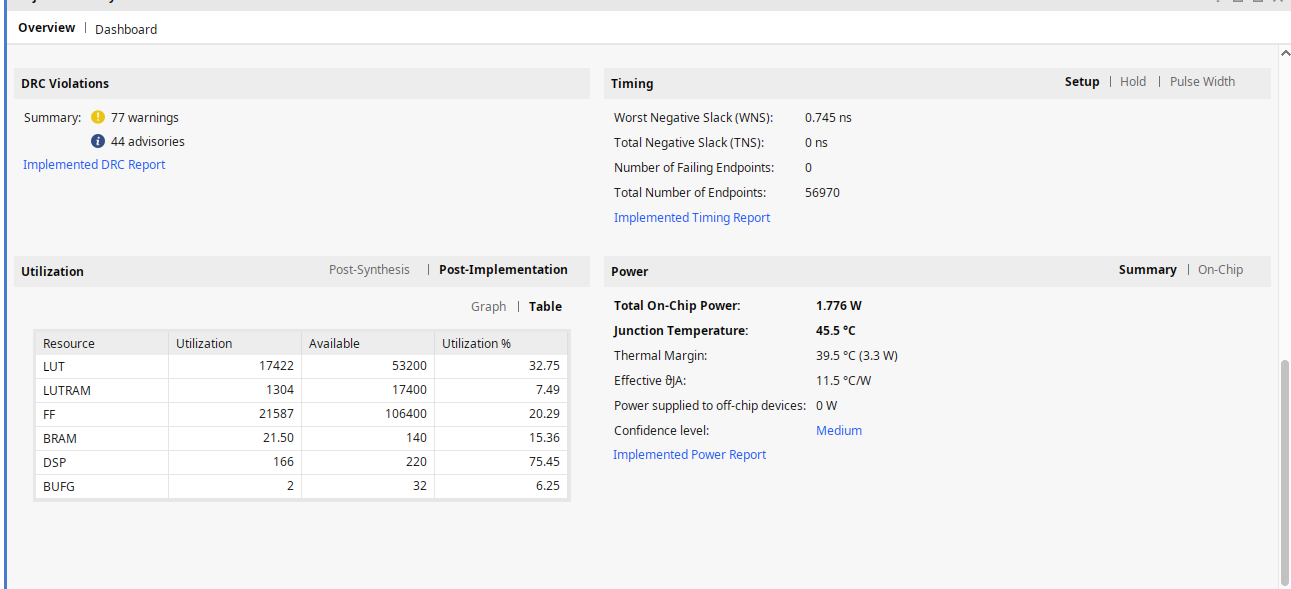 Overview | Dashboard
DRC Violations
Summary: 77 warnings
44 advisories
Implemented DRC Report
Timing
Setup | Hold | Pulse Width
Worst Negative Slack (WNS): 0.745 ns
Total Negative Slack (TNS): 0 ns
Number of Failing Endpoints: 0
Total Number of Endpoints: 56970
Implemented Timing Report
Utilization
Post-Synthesis | Post-Implementation
Graph | Table
Resource Utilization Available Utilization %
LUT 17422 53200 32.75
LUTRAM 1304 17400 7.49
FF 21587 106400 20.29
BRAM 21.50 140 15.36
DSP 166 220 75.45
BUFG 2 32 6.25
Power
Summary | On-Chip
Total On-Chip Power: 1.776 W
Junction Temperature: 45.5 °C
Thermal Margin: 39.5 °C (3.3 W)
Effective ϑJA: 11.5 °C/W
Power supplied to off-chip devices: 0 W
Confidence level: Medium
Implemented Power Report